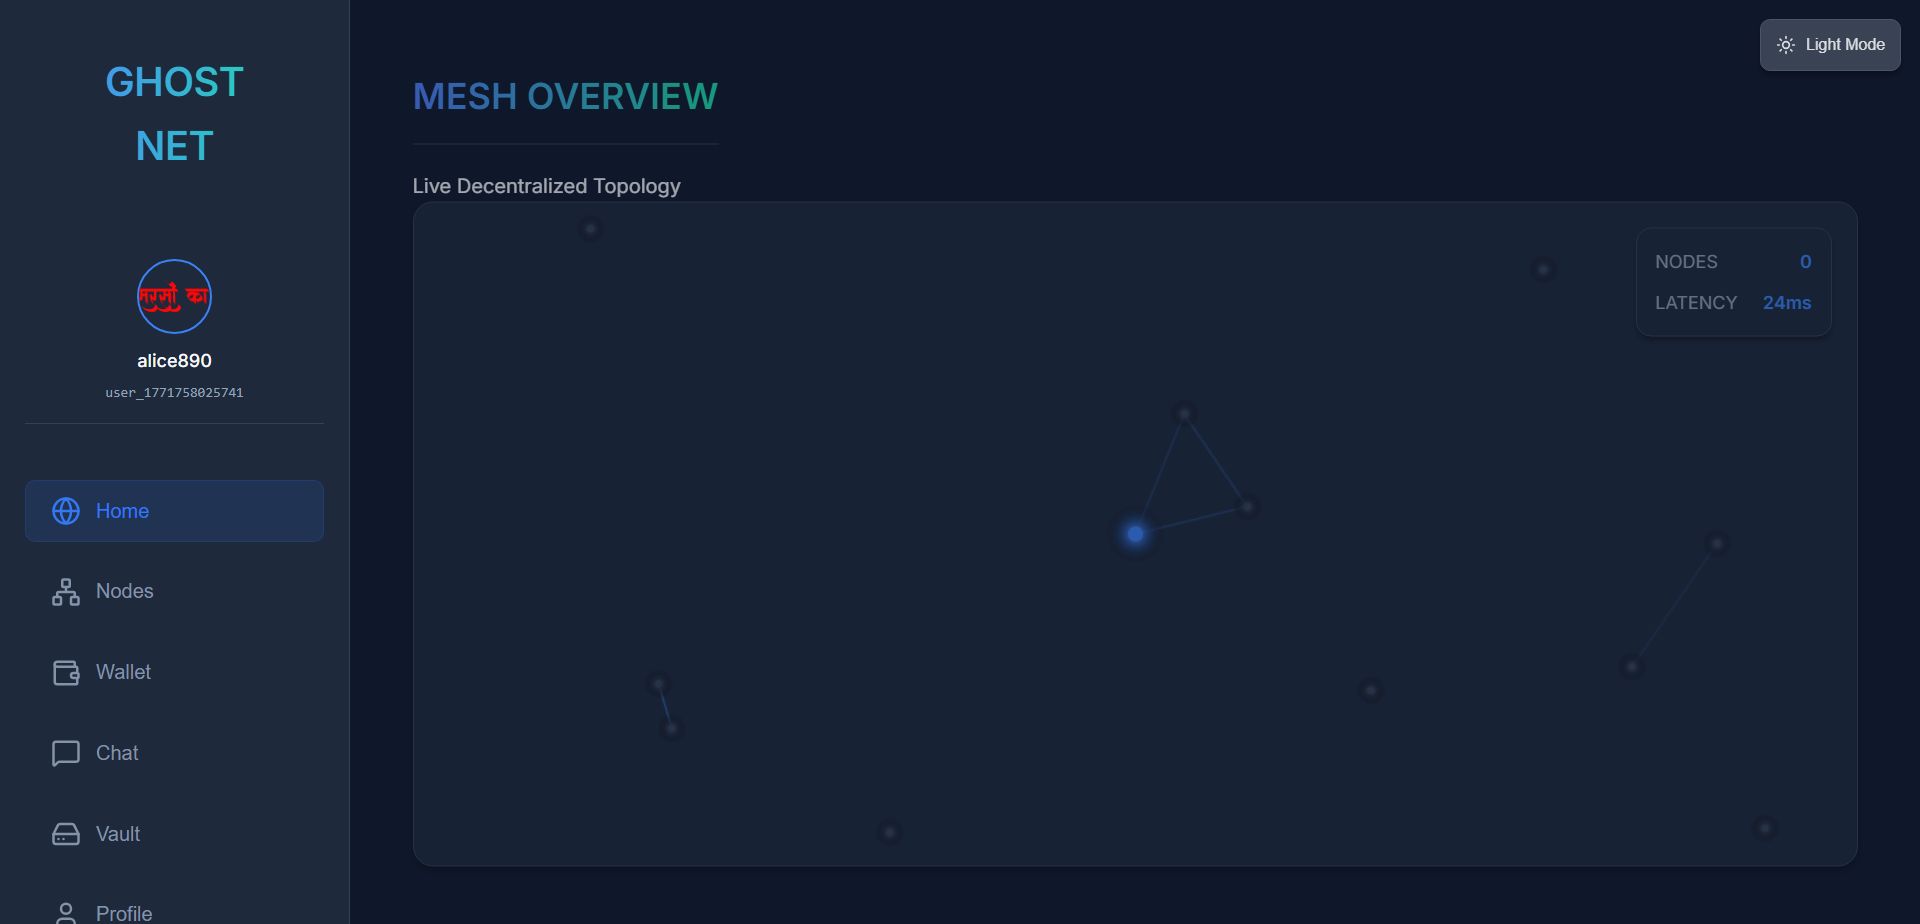 GHOST
NET
सरसों का
alice890
user_1771758025741
Home
Nodes
Wallet
Chat
Vault
Profile
Light Mode
MESH OVERVIEW
Live Decentralized Topology
NODES 0
LATENCY 24ms